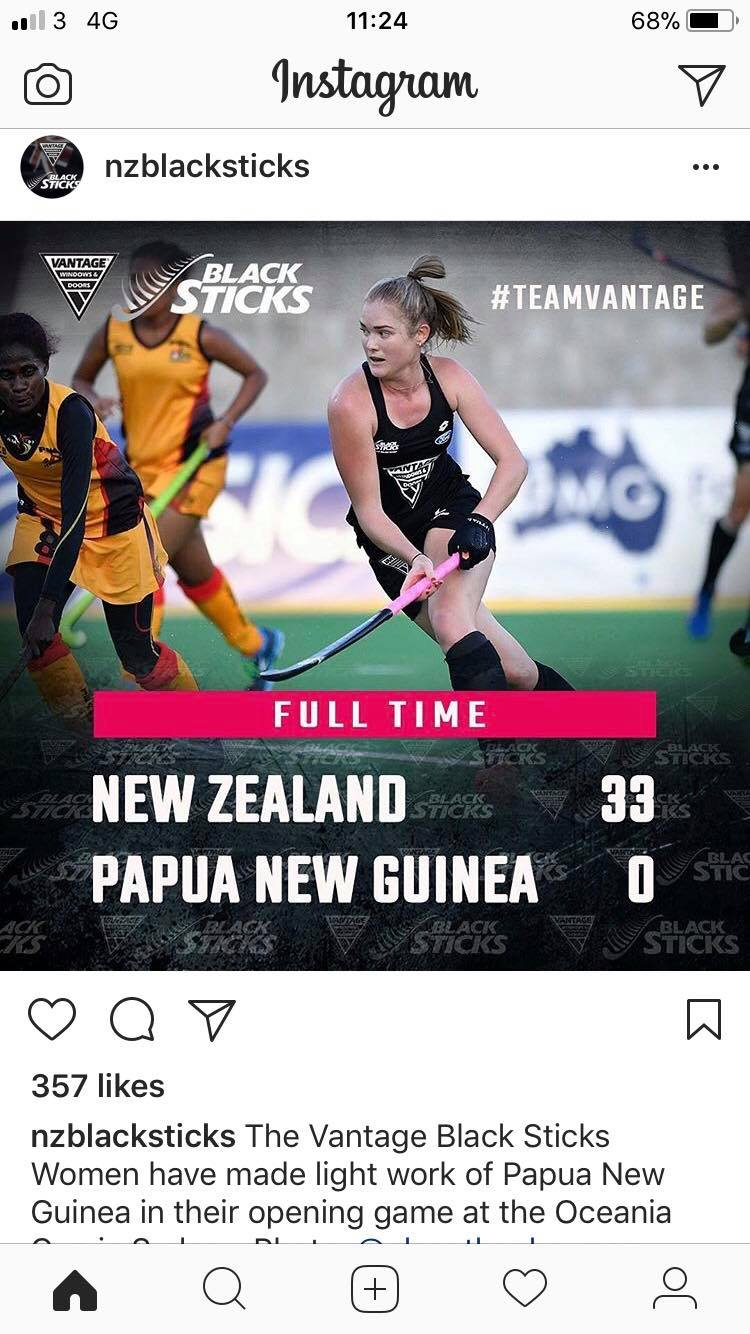 3 4G 11:24 68%
Instagram
nzblacksticks
VANTAGE
WINDOWS &
DOORS
BLACK
STICKS
#TEAMVANTAGE
FULL TIME
NEW ZEALAND 33
PAPUA NEW GUINEA 0
357 likes
nzblacksticks The Vantage Black Sticks
Women have made light work of Papua New
Guinea in their opening game at the Oceania